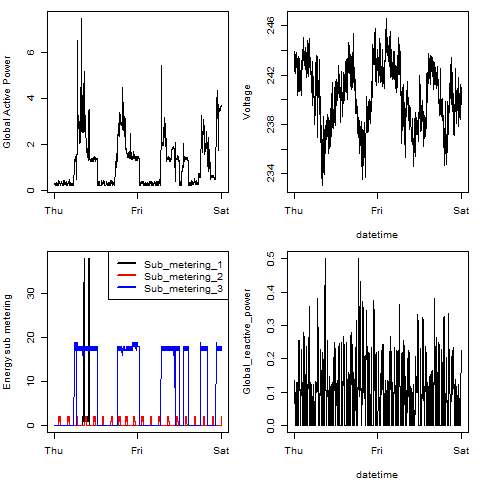 Global Active Power
6
4
2
0
Thu
Fri
Sat
Voltage
246
242
238
234
Thu
Fri
Sat
datetime
Energy sub metering
30
20
10
0
Sub_metering_1
Sub_metering_2
Sub_metering_3
Thu
Fri
Sat
Global_reactive_power
0.5
0.4
0.3
0.2
0.1
0.0
Thu
Fri
Sat
datetime